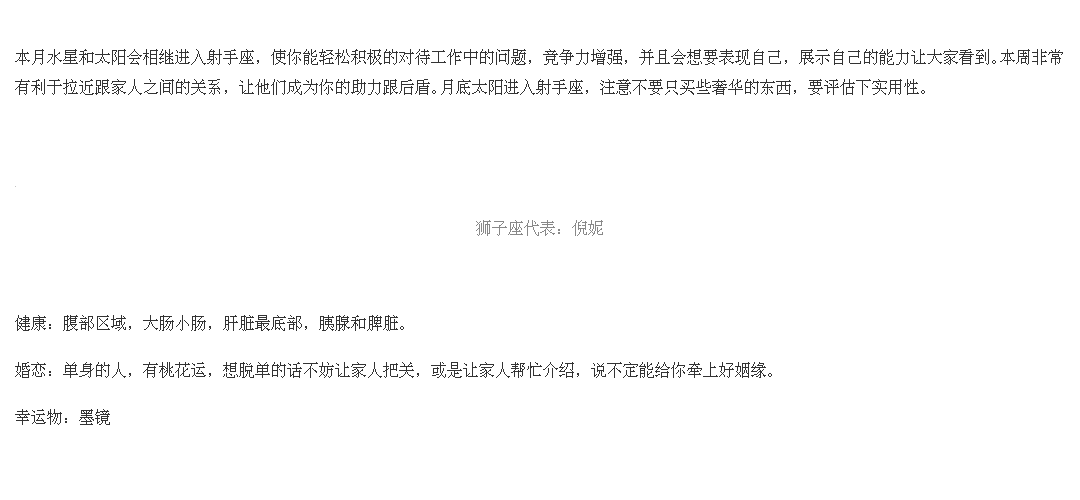 本月水星和太阳会相继进入射手座，使你能轻松积极的对待工作中的问题，竞争力增强，并且会想要表现自己，展示自己的能力让大家看到。本周非常
有利于拉近跟家人之间的关系，让他们成为你的助力跟后盾。月底太阳进入射手座，注意不要只买些奢华的东西，要评估下实用性。
狮子座代表：倪妮
健康：腹部区域，大肠小肠，肝脏最底部，胰腺和脾脏。
婚恋：单身的人，有桃花运，想脱单的话不妨让家人把关，或是让家人帮忙介绍，说不定能给你牵上好姻缘。
幸运物：墨镜